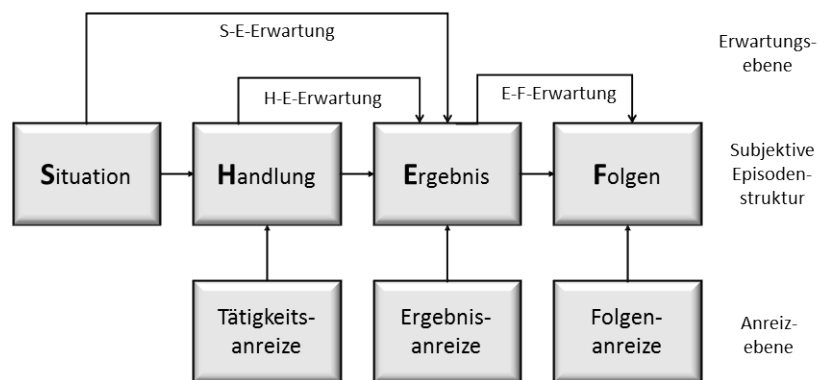 S-E-Erwartung
Erwartungs-
ebene
H-E-Erwartung
E-F-Erwartung
Situation
Handlung
Ergebnis
Folgen
Subjektive
Episoden-
struktur
Tätigkeits-
anreize
Ergebnis-
anreize
Folgen-
anreize
Anreiz-
ebene